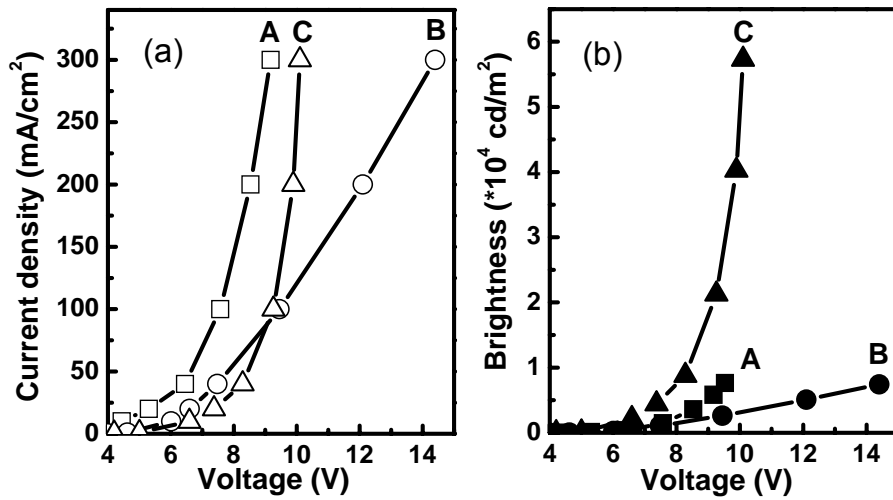 (a)
A C B
300
250
200
150
100
50
0
4 6 8 10 12 14
Current density (mA/cm²)
Voltage (V)
(b)
C
A
B
6
5
4
3
2
1
0
4 6 8 10 12 14
Brightness (*10⁴ cd/m²)
Voltage (V)